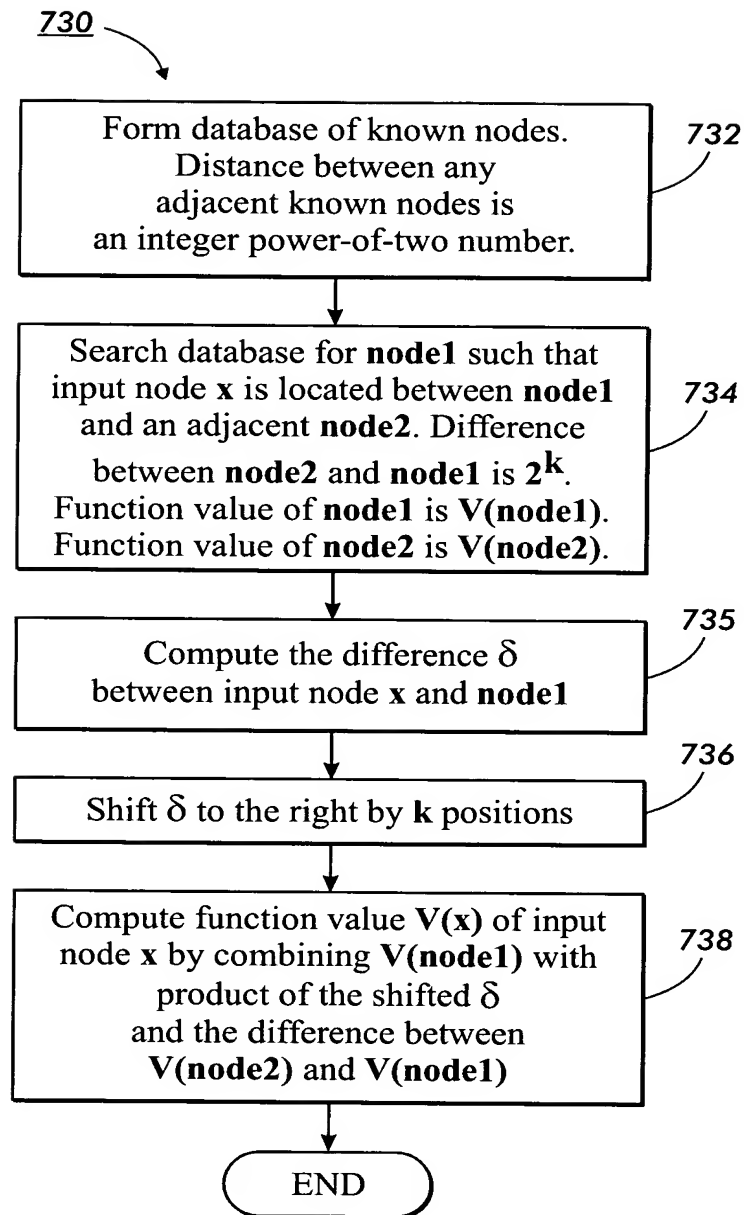 730
Form database of known nodes.
Distance between any
adjacent known nodes is
an integer power-of-two number.
732
Search database for node1 such that
input node x is located between node1
and an adjacent node2. Difference
between node2 and node1 is 2^k.
Function value of node1 is V(node1).
Function value of node2 is V(node2).
734
Compute the difference δ
between input node x and node1
735
Shift δ to the right by k positions
736
Compute function value V(x) of input
node x by combining V(node1) with
product of the shifted δ
and the difference between
V(node2) and V(node1)
738
END